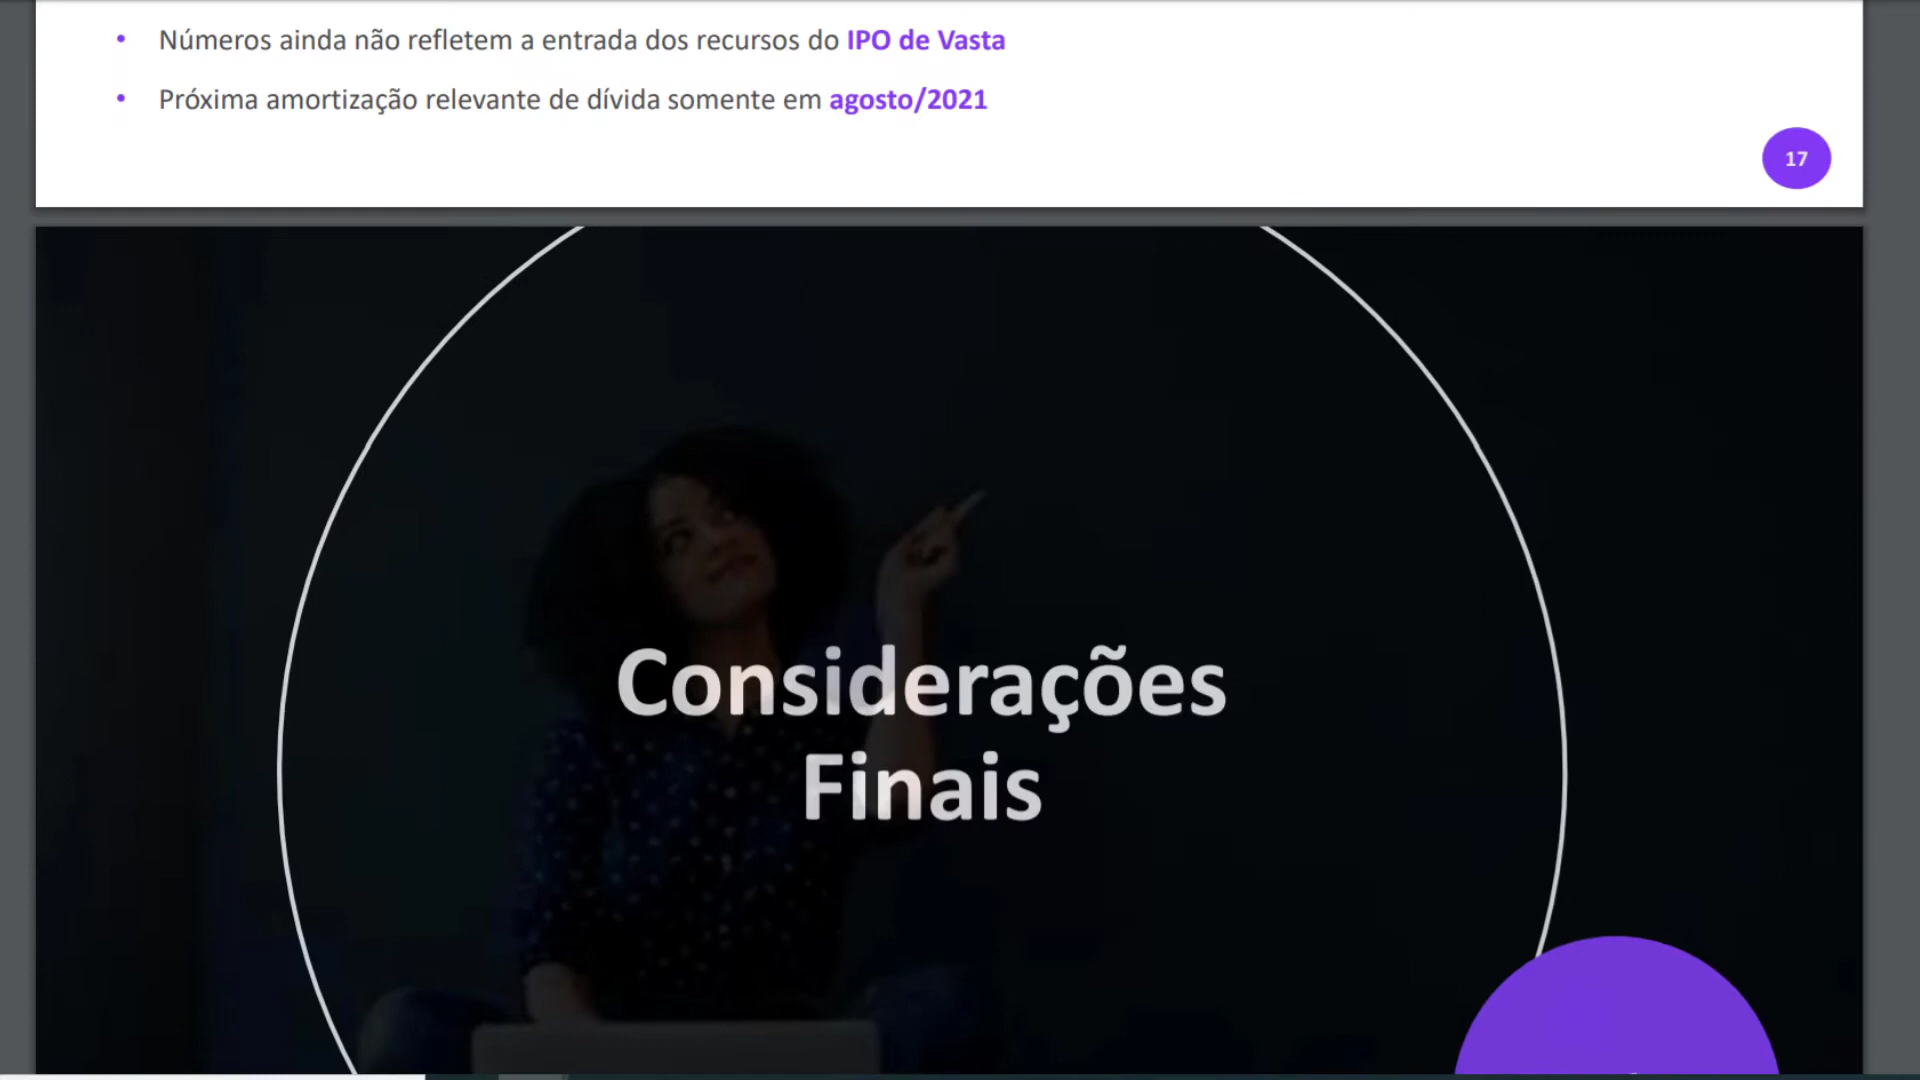 • Números ainda não refletem a entrada dos recursos do IPO de Vasta
• Próxima amortização relevante de dívida somente em agosto/2021
17
Considerações
Finais